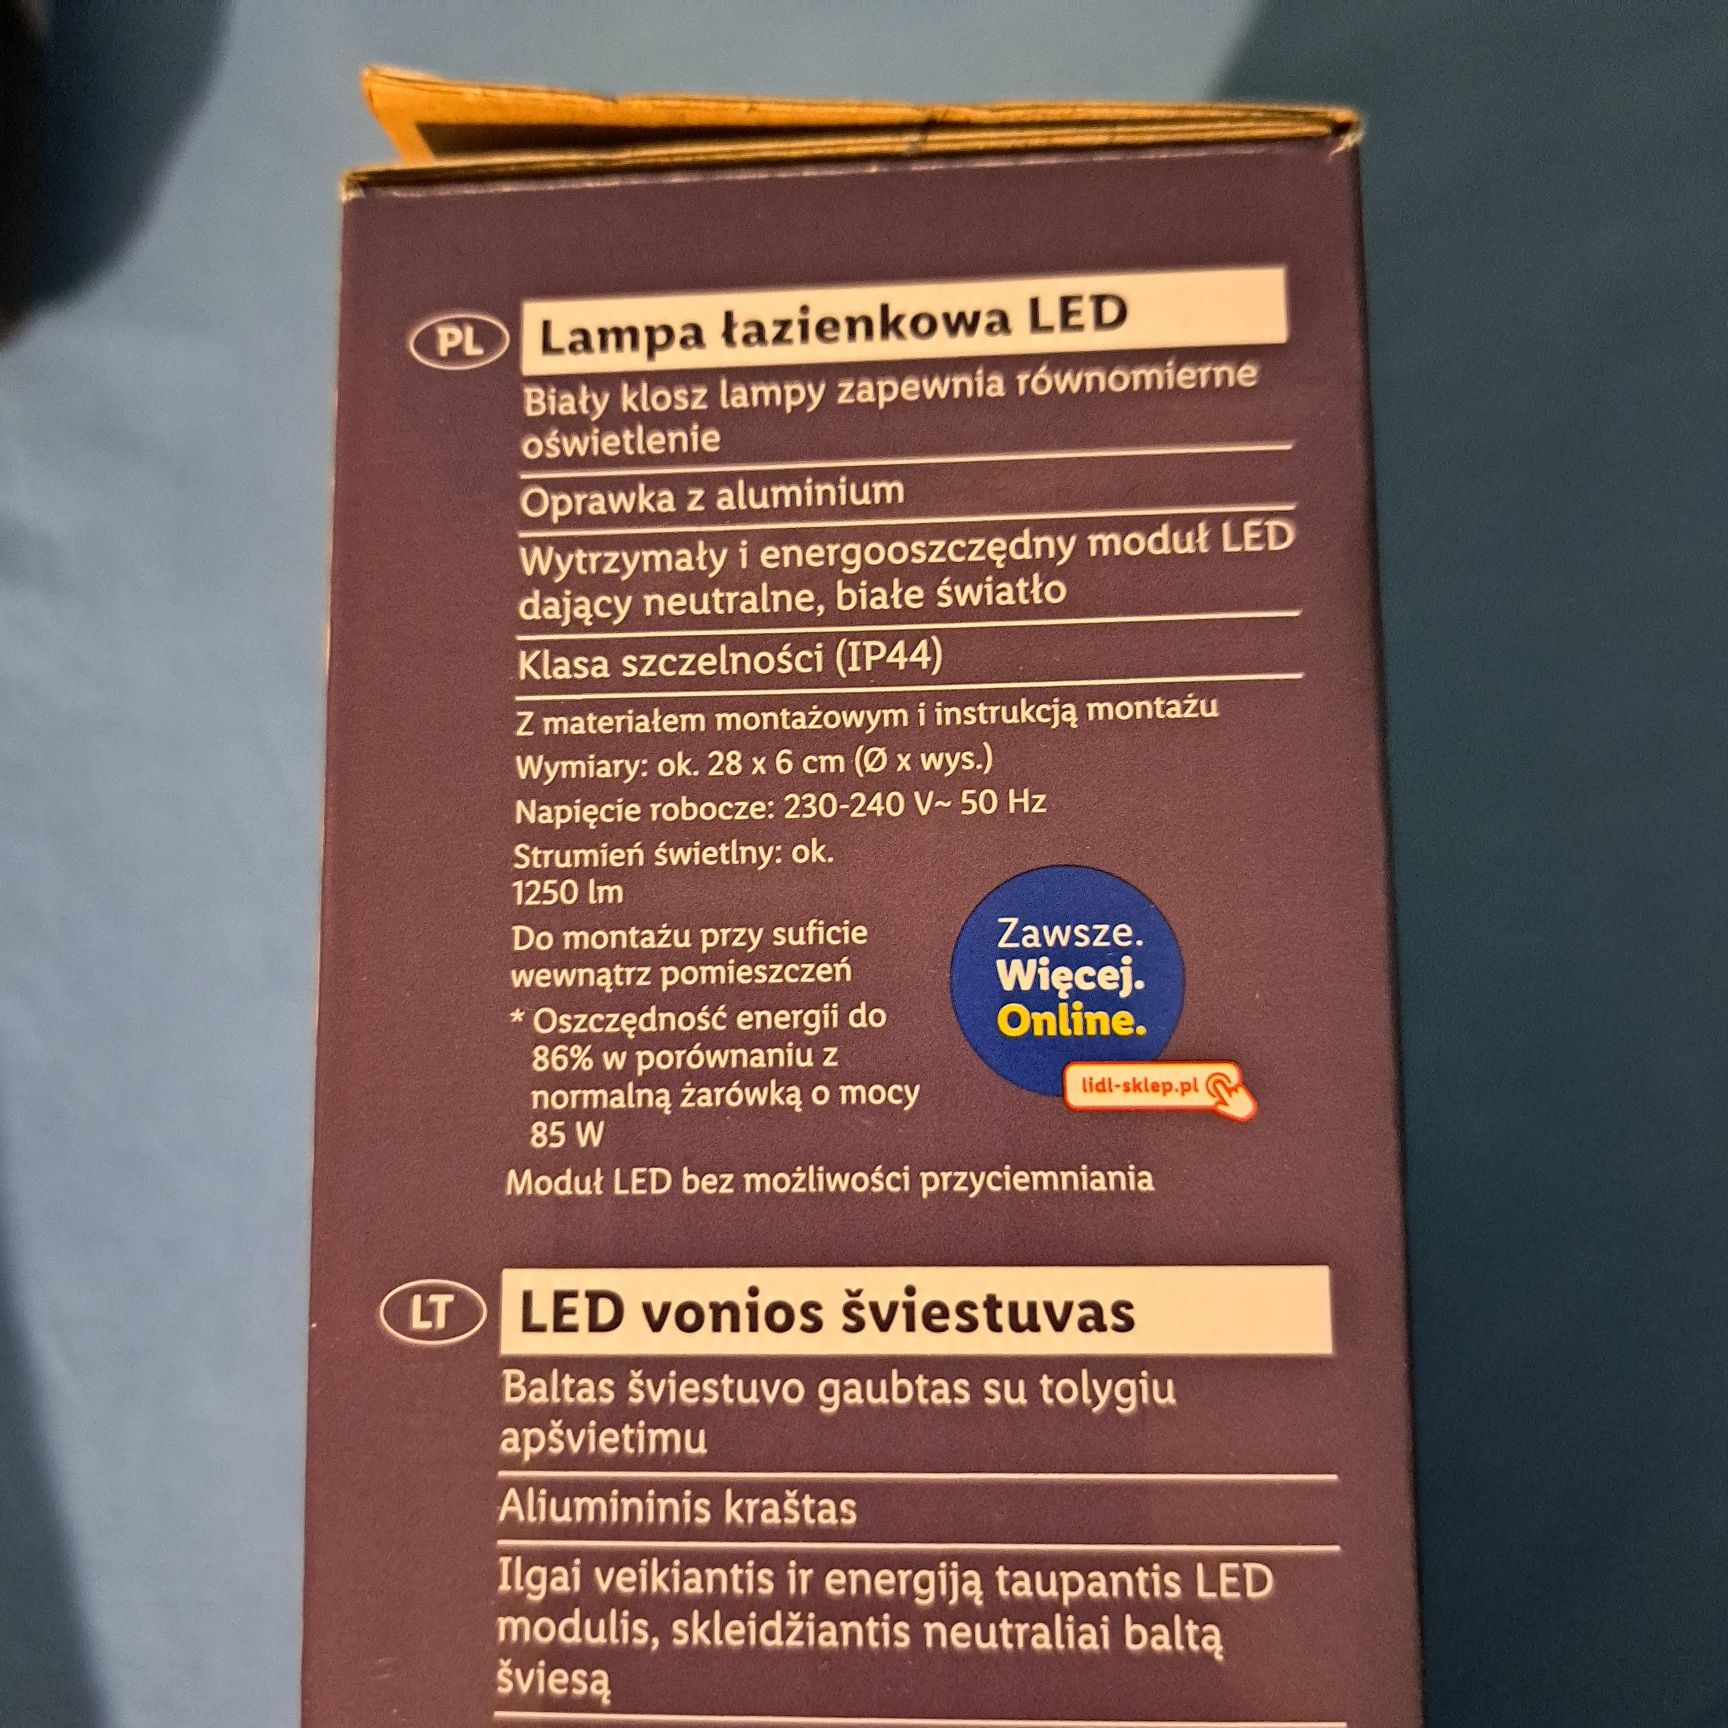 PL
Lampa łazienkowa LED
Biały klosz lampy zapewnia równomierne
oświetlenie
Oprawka z aluminium
Wytrzymały i energooszczędny moduł LED
dający neutralne, białe światło
Klasa szczelności (IP44)
Z materiałem montażowym i instrukcją montażu
Wymiary: ok. 28 x 6 cm (Ø x wys.)
Napięcie robocze: 230-240 V~ 50 Hz
Strumień świetlny: ok.
1250 lm
Do montażu przy suficie
wewnątrz pomieszczeń
* Oszczędność energii do
86% w porównaniu z
normalną żarówką o mocy
85 W
Moduł LED bez możliwości przyciemniania
Zawsze.
Więcej.
Online.
lidl-sklep.pl
LT
LED vonios šviestuvas
Baltas šviestuvo gaubtas su tolygiu
apšvietimu
Aliumininis kraštas
Ilgai veikiantis ir energiją taupantis LED
modulis, skleidžiantis neutraliai baltą
šviesą